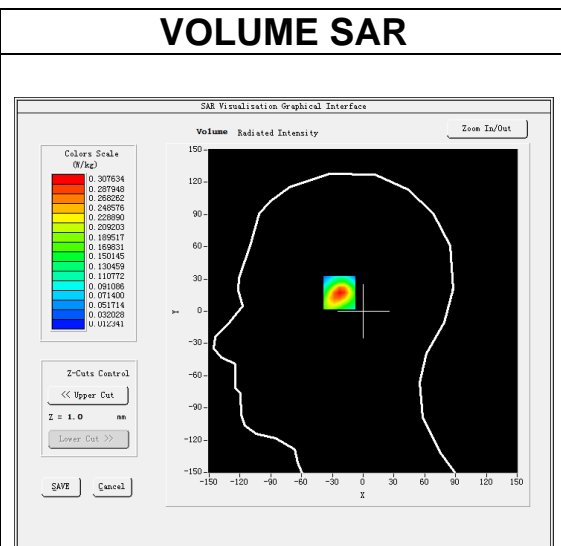 VOLUME SAR
SAR Visualisation Graphical Interface
Volume Radiated Intensity
Zoom In/Out
Colors Scale
(W/kg)
0.307634
0.287948
0.268262
0.248576
0.228890
0.209203
0.189517
0.169831
0.150145
0.130459
0.110772
0.091086
0.071400
0.051714
0.032028
0.012341
Z-Cuts Control
<< Upper Cut
Z = 1.0 mm
Lower Cut >>
SAVE Cancel
150
120
90
60
30
0
-30
-60
-90
-120
-150
Y
-150 -120 -90 -60 -30 0 30 60 90 120 150
X